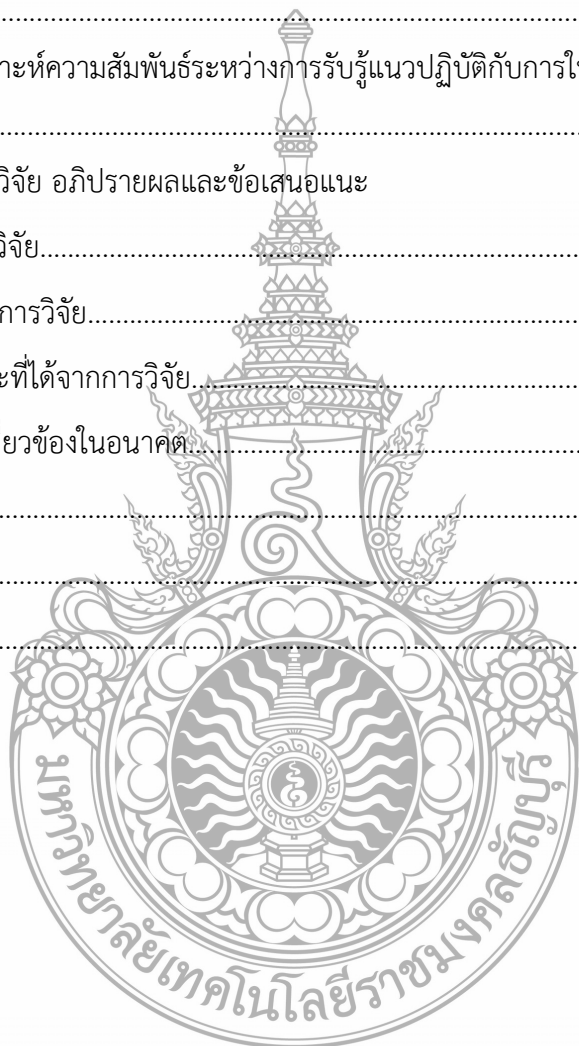 ................................................................
าะห์ความสัมพันธ์ระหว่างการรับรู้แนวปฏิบัติกับการใ
................................................................
วิจัย อภิปรายผลและข้อเสนอแนะ
วิจัย................................................................
การวิจัย................................................................
ะที่ได้จากการวิจัย................................................................
ี่ยวข้องในอนาคต................................................................
................................................................
................................................................
................................................................
มหาวิทยาลัยเทคโนโลยีราชมงคลธัญบุรี